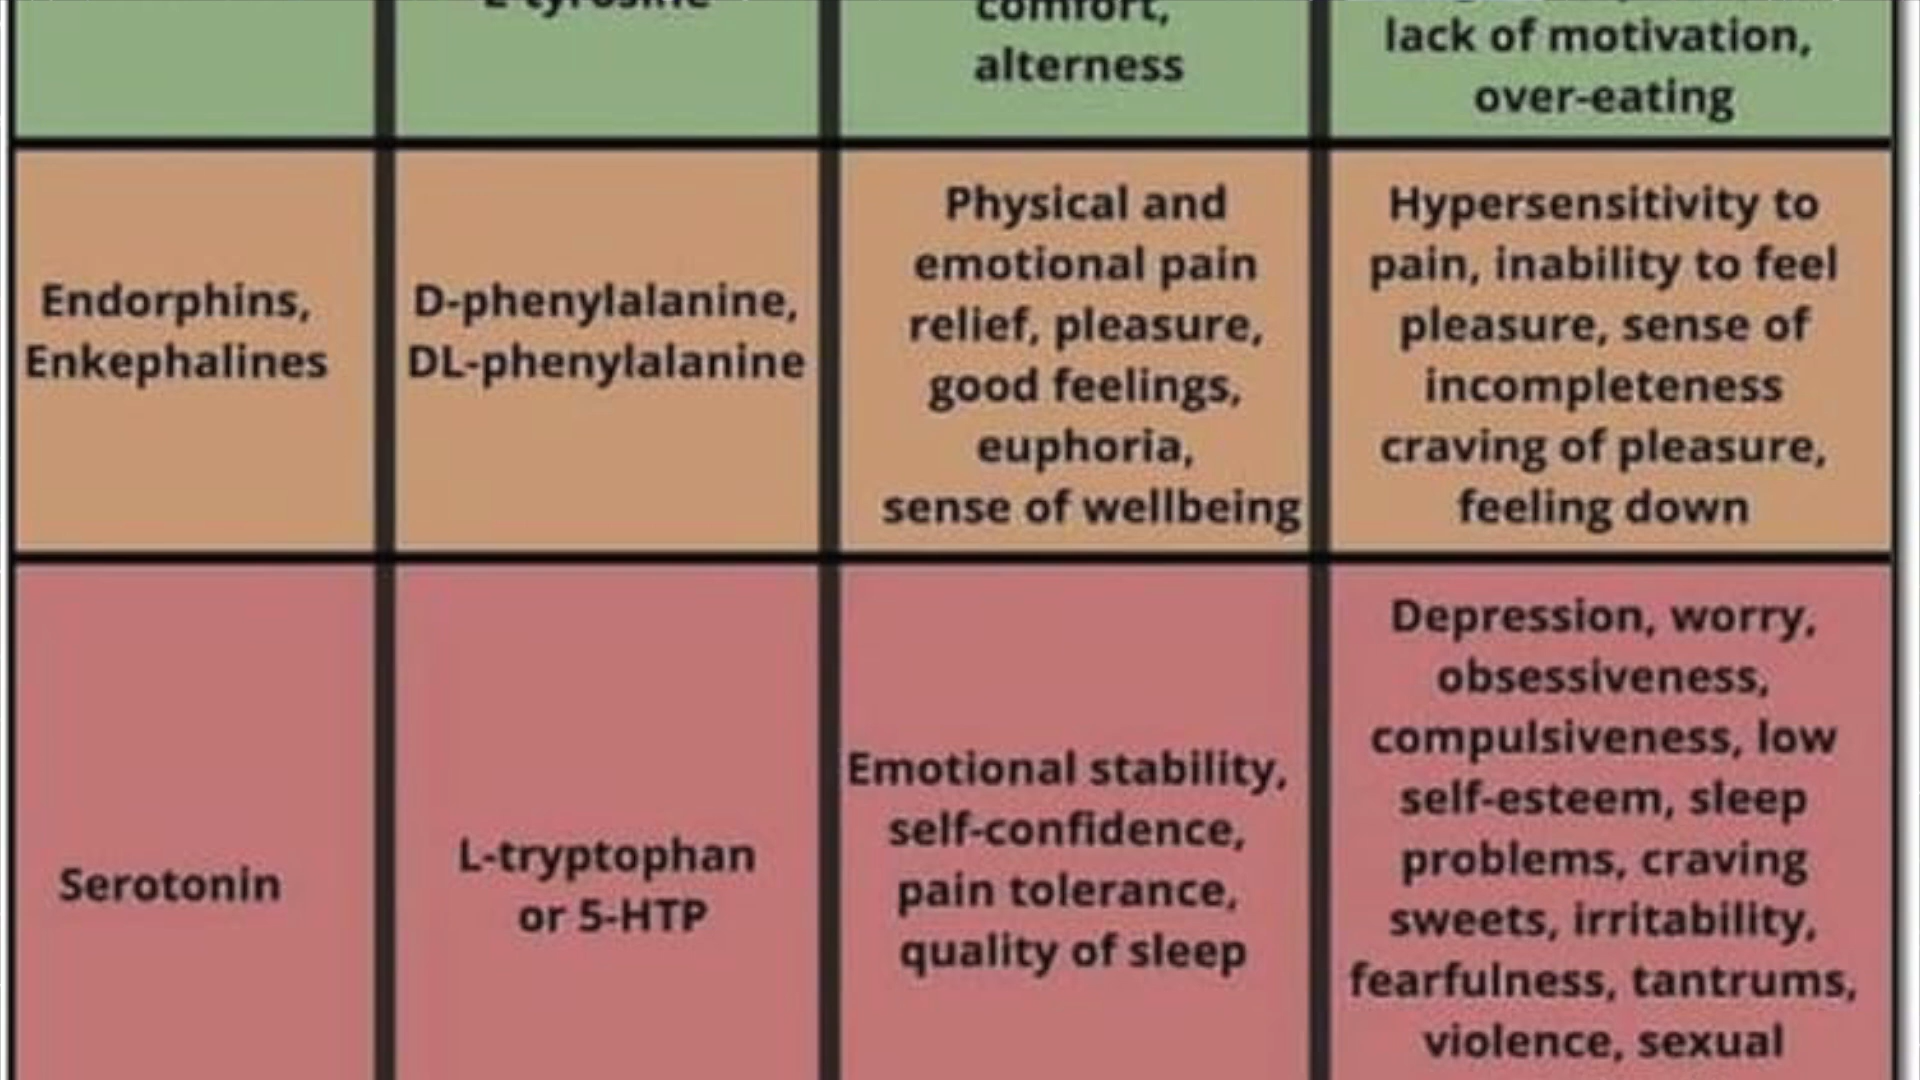 L-tyrosine
comfort,
alterness
lack of motivation,
over-eating
Endorphins,
Enkephalines
D-phenylalanine,
DL-phenylalanine
Physical and
emotional pain
relief, pleasure,
good feelings,
euphoria,
sense of wellbeing
Hypersensitivity to
pain, inability to feel
pleasure, sense of
incompleteness
craving of pleasure,
feeling down
Serotonin
L-tryptophan
or 5-HTP
Emotional stability,
self-confidence,
pain tolerance,
quality of sleep
Depression, worry,
obsessiveness,
compulsiveness, low
self-esteem, sleep
problems, craving
sweets, irritability,
fearfulness, tantrums,
violence, sexual